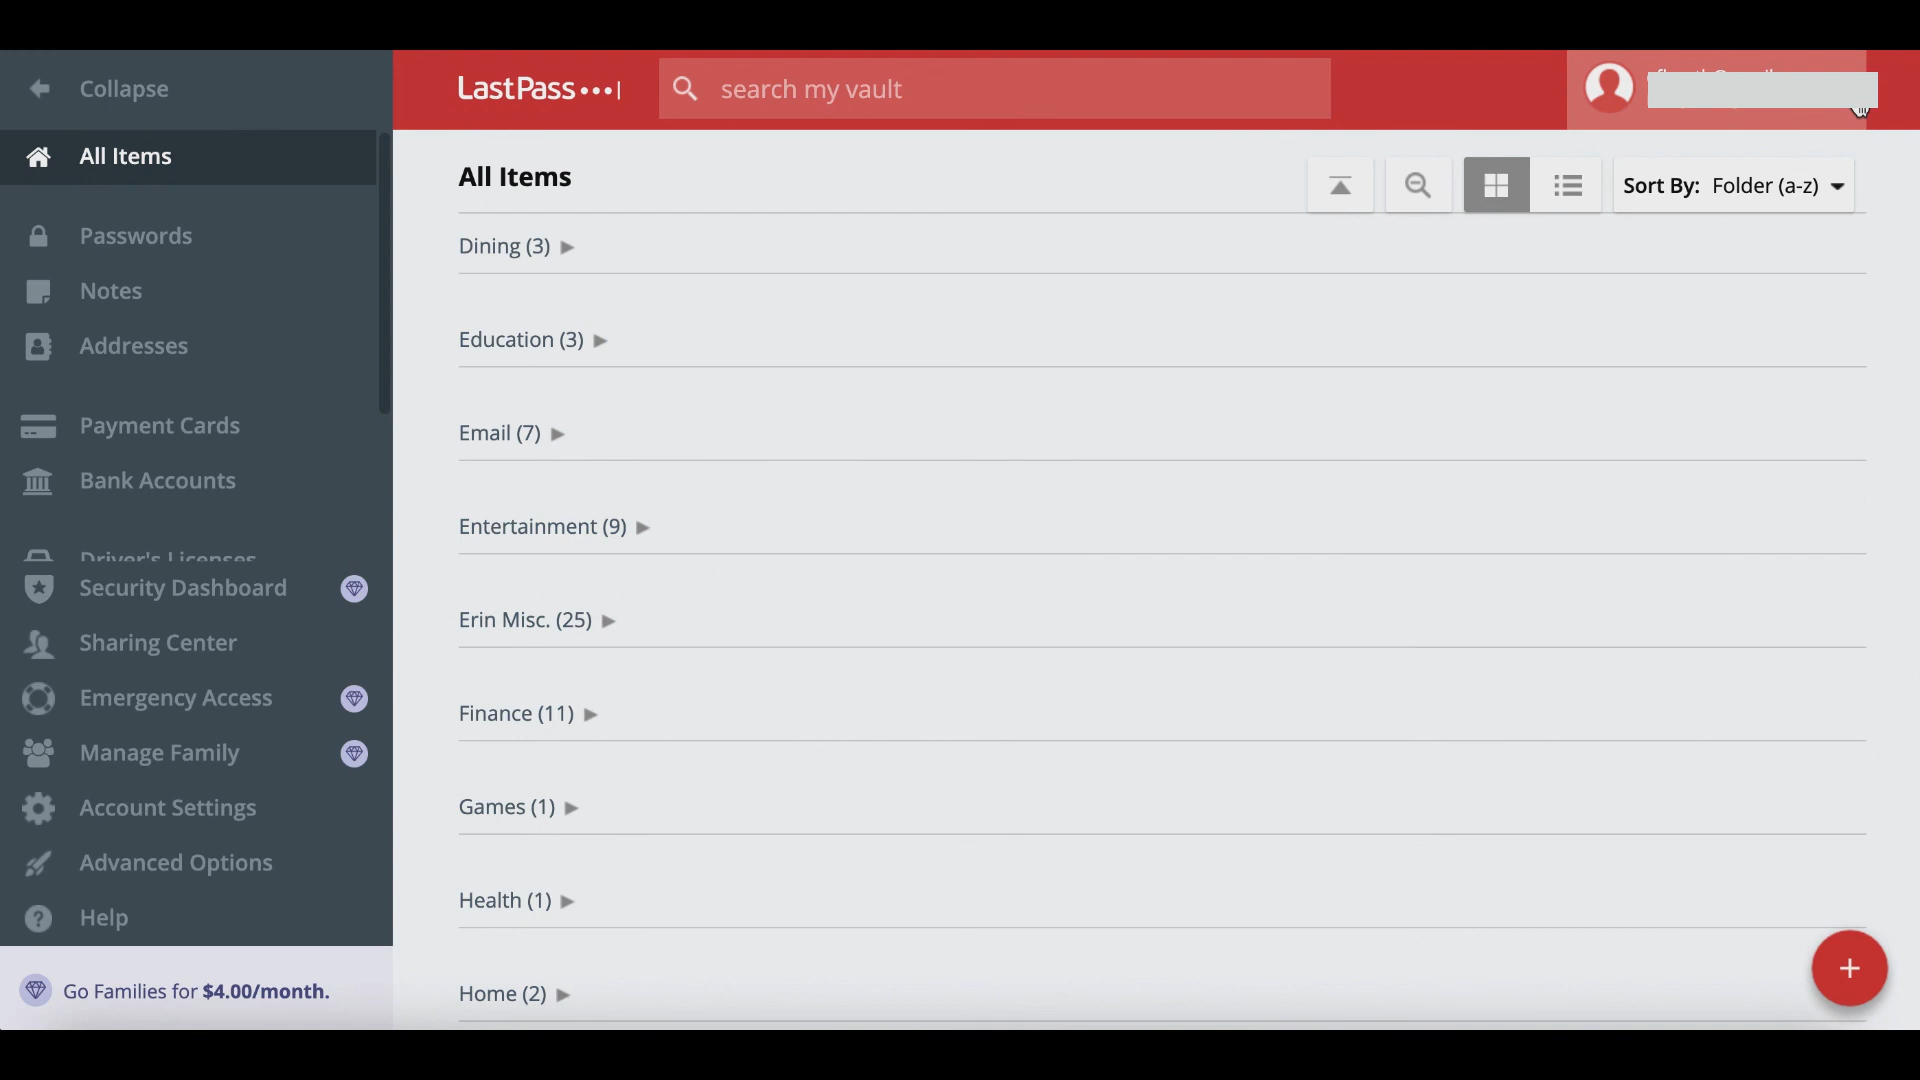 Collapse
All Items
Passwords
Notes
Addresses
Payment Cards
Bank Accounts
Driver's Licenses
Security Dashboard
Sharing Center
Emergency Access
Manage Family
Account Settings
Advanced Options
Help
Go Families for $4.00/month.
LastPass
search my vault
All Items
Sort By: Folder (a-z)
Dining (3)
Education (3)
Email (7)
Entertainment (9)
Erin Misc. (25)
Finance (11)
Games (1)
Health (1)
Home (2)